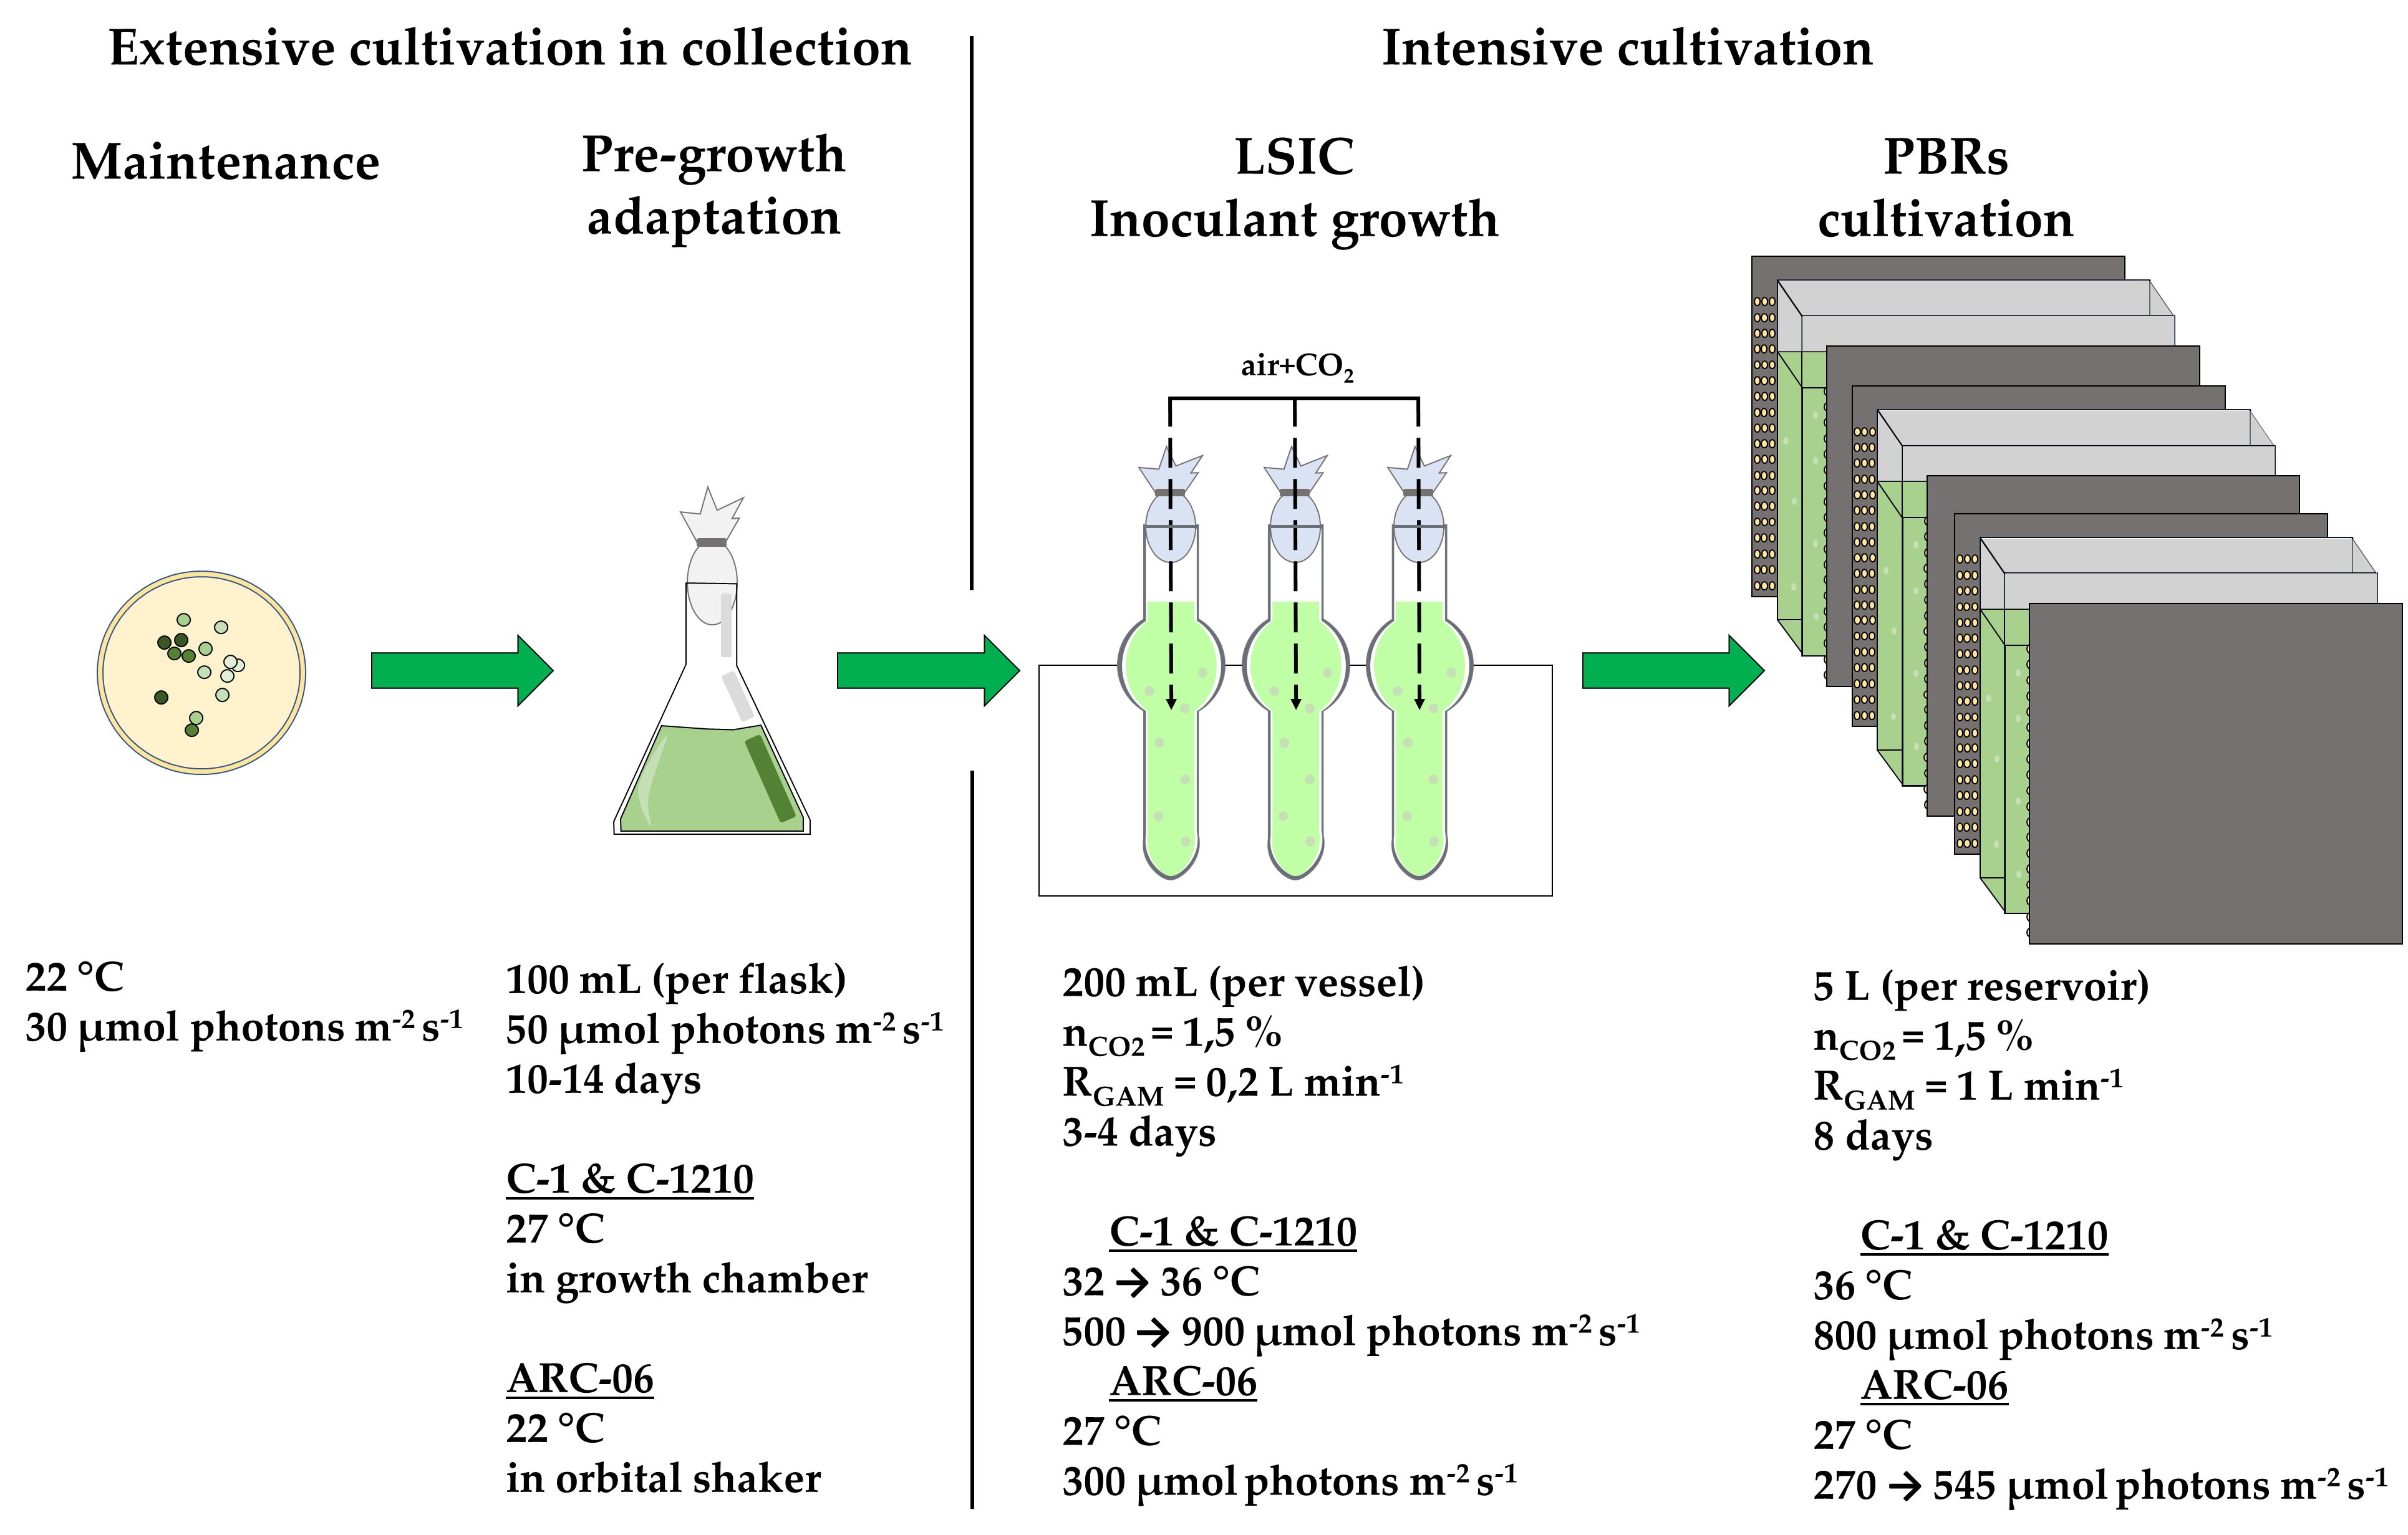 Extensive cultivation in collection
Intensive cultivation
Maintenance
Pre-growth
adaptation
LSIC
Inoculant growth
PBRs
cultivation
air+CO₂
22 °C
30 μmol photons m⁻² s⁻¹
100 mL (per flask)
50 μmol photons m⁻² s⁻¹
10-14 days
C-1 & C-1210
27 °C
in growth chamber
ARC-06
22 °C
in orbital shaker
200 mL (per vessel)
n_CO2 = 1,5 %
R_GAM = 0,2 L min⁻¹
3-4 days
C-1 & C-1210
32 → 36 °C
500 → 900 μmol photons m⁻² s⁻¹
ARC-06
27 °C
300 μmol photons m⁻² s⁻¹
5 L (per reservoir)
n_CO2 = 1,5 %
R_GAM = 1 L min⁻¹
8 days
C-1 & C-1210
36 °C
800 μmol photons m⁻² s⁻¹
ARC-06
27 °C
270 → 545 μmol photons m⁻² s⁻¹